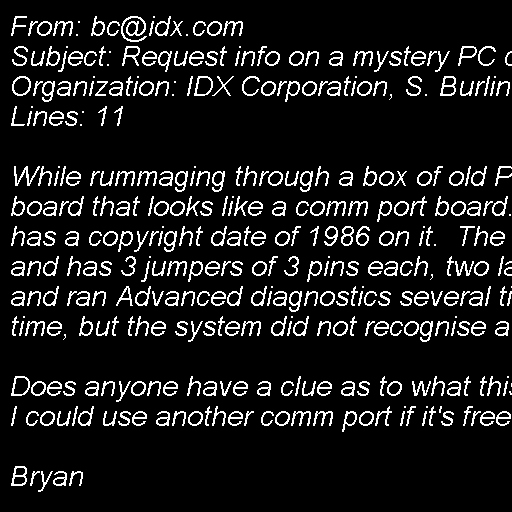 From: bc@idx.com
Subject: Request info on a mystery PC
Organization: IDX Corporation, S. Burlin
Lines: 11

While rummaging through a box of old P
board that looks like a comm port board.
has a copyright date of 1986 on it.  The
and has 3 jumpers of 3 pins each, two la
and ran Advanced diagnostics several ti
time, but the system did not recognise a

Does anyone have a clue as to what this
I could use another comm port if it's free

Bryan